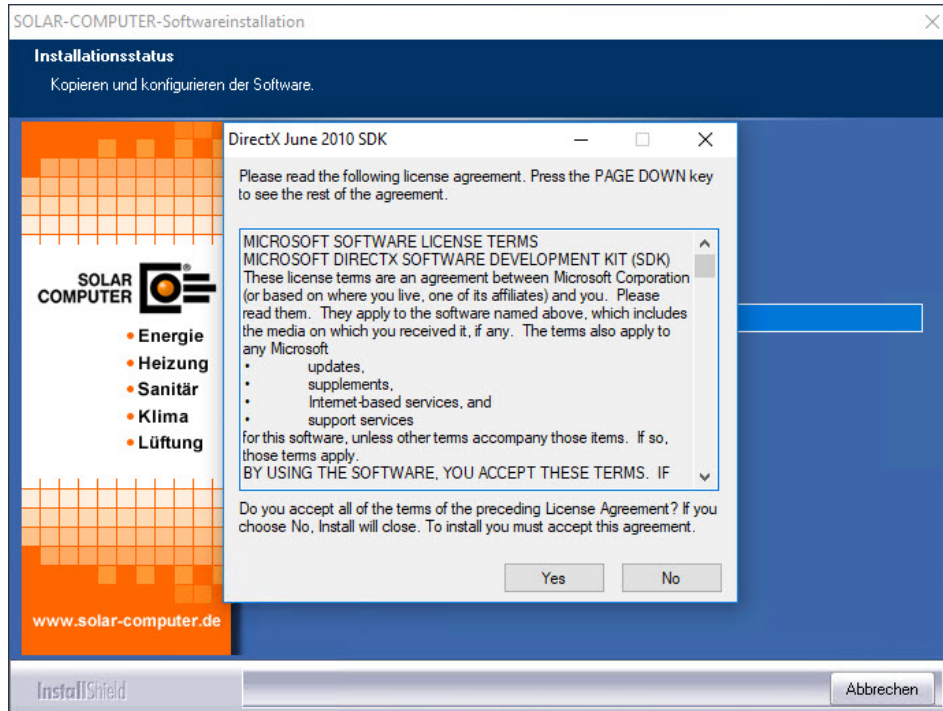 SOLAR-COMPUTER-Softwareinstallation
Installationsstatus
Kopieren und konfigurieren der Software.
DirectX June 2010 SDK
Please read the following license agreement. Press the PAGE DOWN key
to see the rest of the agreement.
MICROSOFT SOFTWARE LICENSE TERMS
MICROSOFT DIRECTX SOFTWARE DEVELOPMENT KIT (SDK)
These license terms are an agreement between Microsoft Corporation
(or based on where you live, one of its affiliates) and you.  Please
read them.  They apply to the software named above, which includes
the media on which you received it, if any.  The terms also apply to
any Microsoft
• updates,
• supplements,
• Internet-based services, and
• support services
for this software, unless other terms accompany those items.  If so,
those terms apply.
BY USING THE SOFTWARE, YOU ACCEPT THESE TERMS.  IF
Do you accept all of the terms of the preceding License Agreement? If you
choose No, Install will close. To install you must accept this agreement.
Yes
No
SOLAR
COMPUTER
®
• Energie
• Heizung
• Sanitär
• Klima
• Lüftung
www.solar-computer.de
InstallShield
Abbrechen